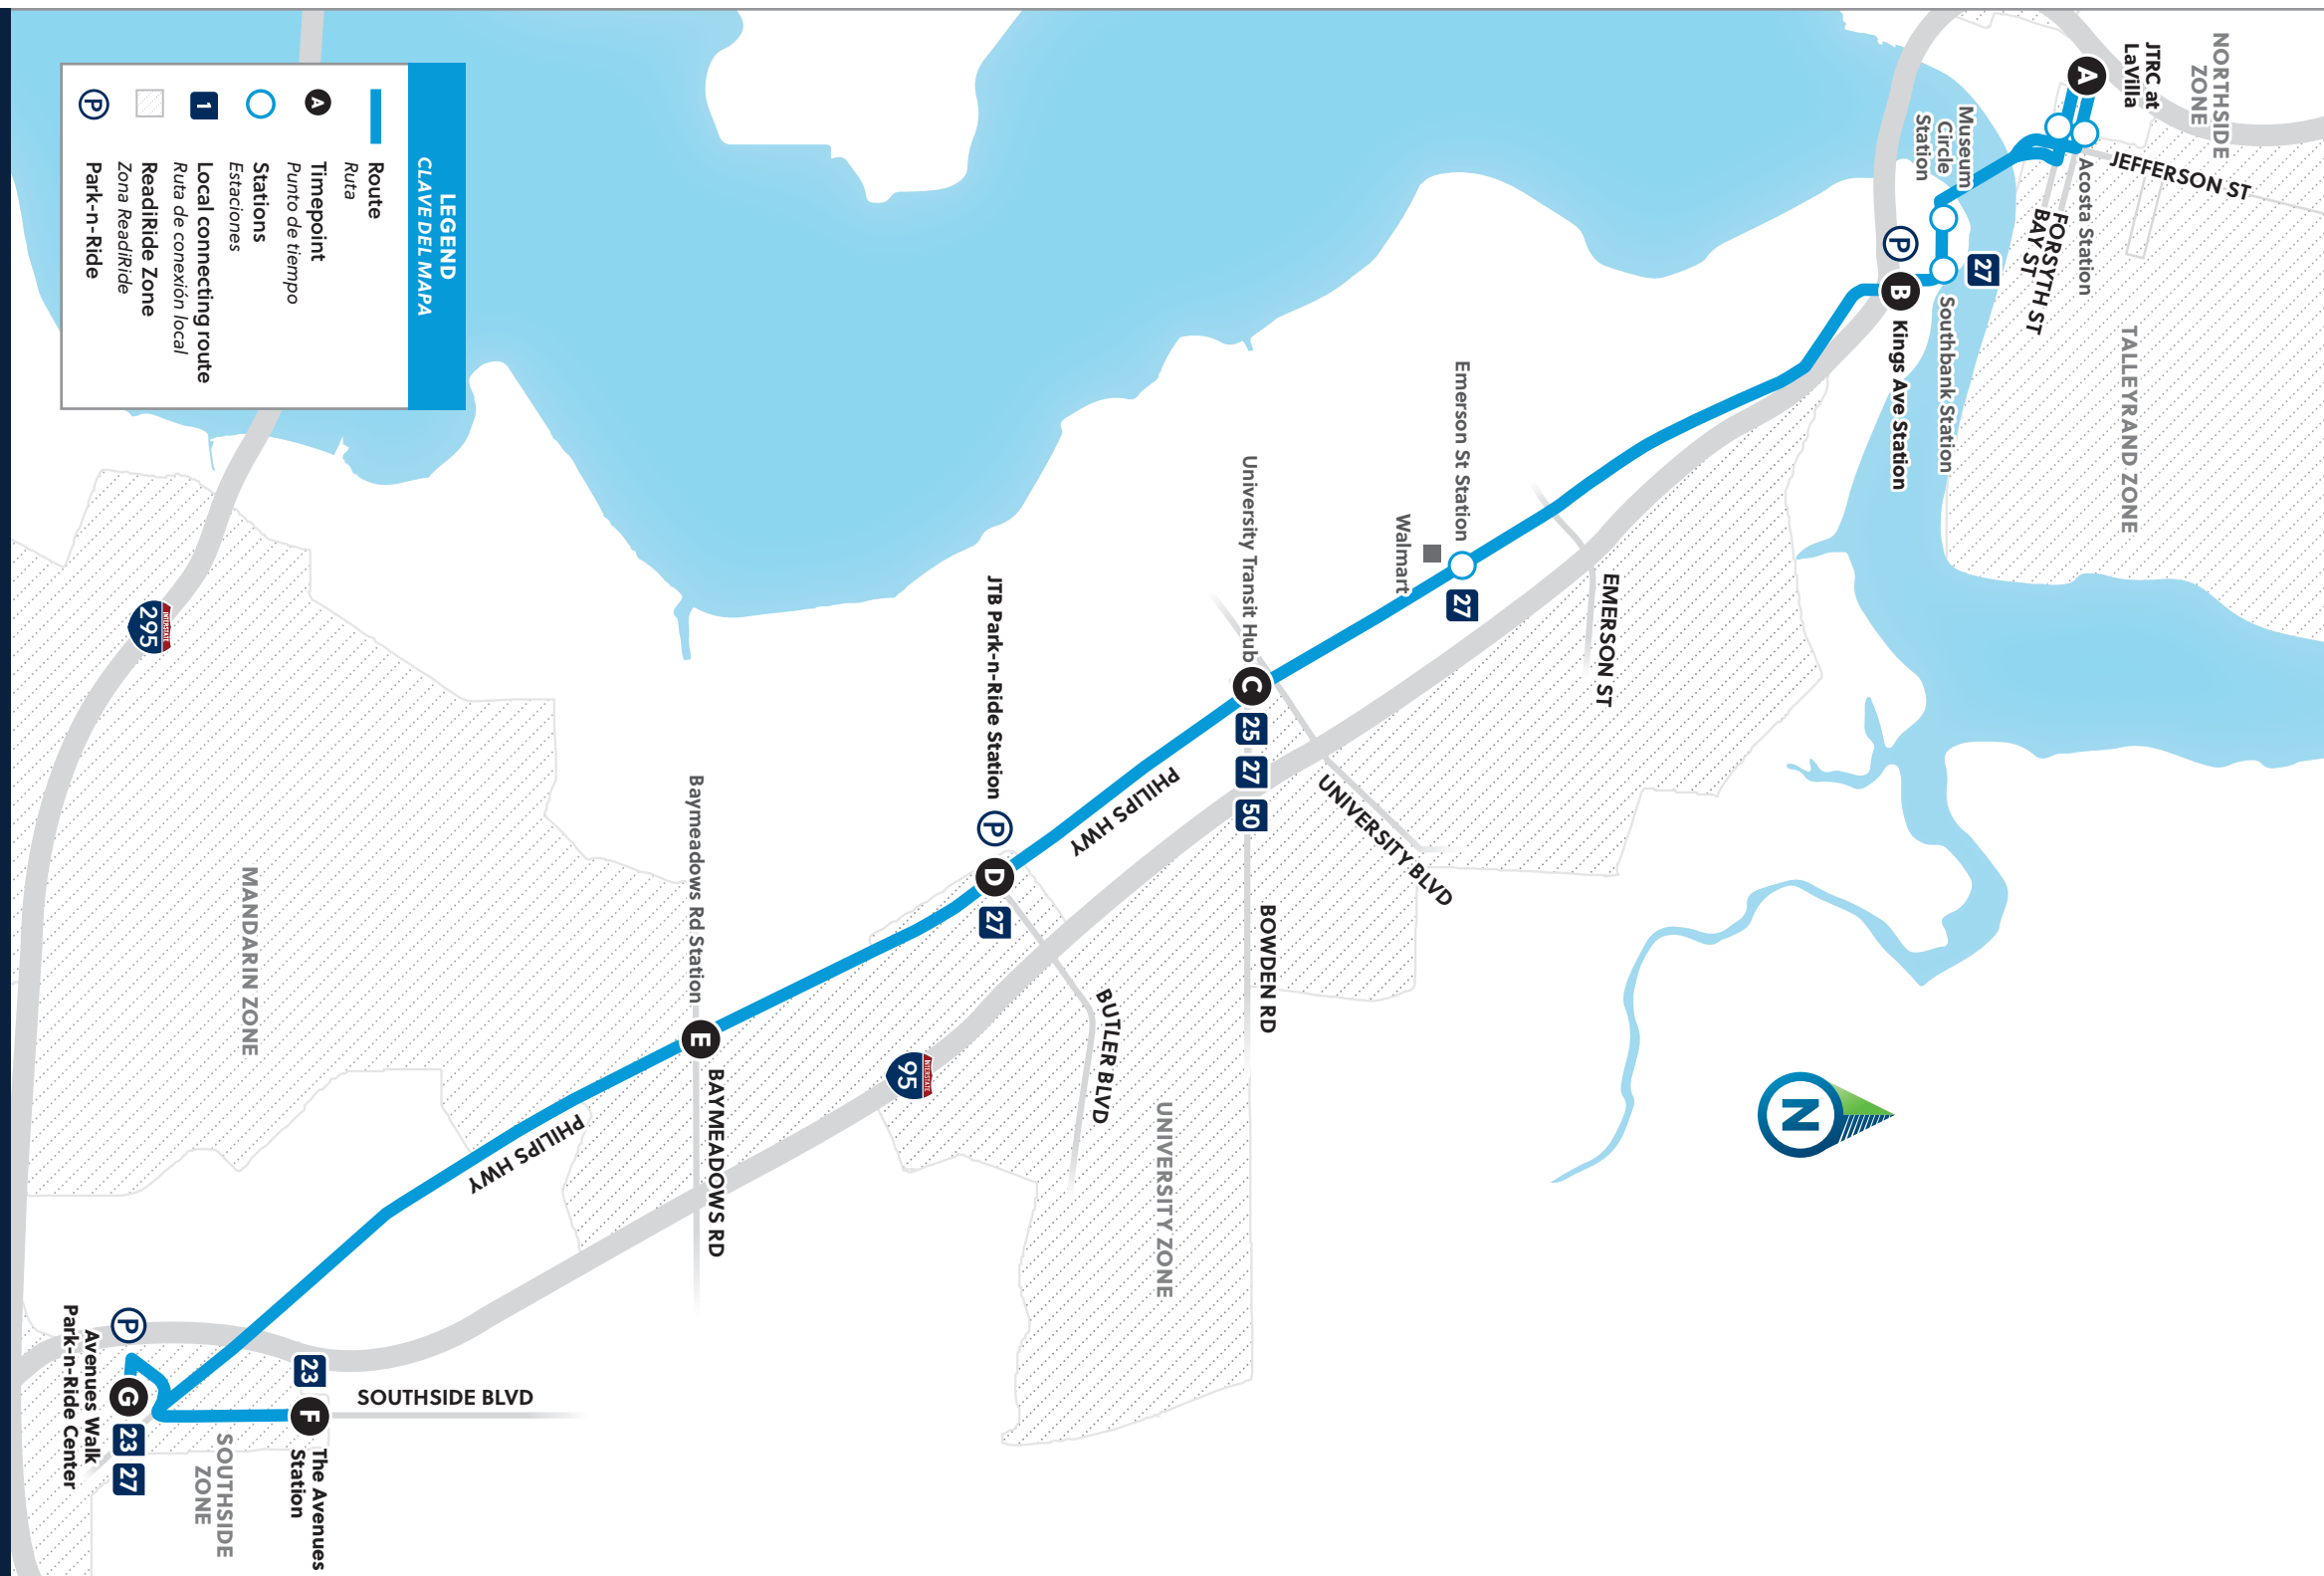 NORTHSIDE
ZONE
JTRC at
LaVilla
A
JEFFERSON ST
Acosta Station
FORSYTH ST
BAY ST
TALLEYRAND ZONE
Museum
Circle
Station
27
Southbank Station
P
B
Kings Ave Station
EMERSON ST
Emerson St Station
Walmart
27
University Transit Hub
C
25
27
50
UNIVERSITY BLVD
BOWDEN RD
PHILIPS HWY
JTB Park-n-Ride Station
P
D
27
BUTLER BLVD
UNIVERSITY ZONE
INTERSTATE
95
N
Baymeadows Rd Station
E
BAYMEADOWS RD
PHILIPS HWY
MANDARIN ZONE
INTERSTATE
295
SOUTHSIDE BLVD
23
F
The Avenues
Station
SOUTHSIDE
ZONE
P
G
23
27
Avenues Walk
Park-n-Ride Center
LEGEND
CLAVE DEL MAPA
Route
Ruta
A
Timepoint
Punto de tiempo
Stations
Estaciones
1
Local connecting route
Ruta de conexión local
ReadiRide Zone
Zona ReadiRide
P
Park-n-Ride